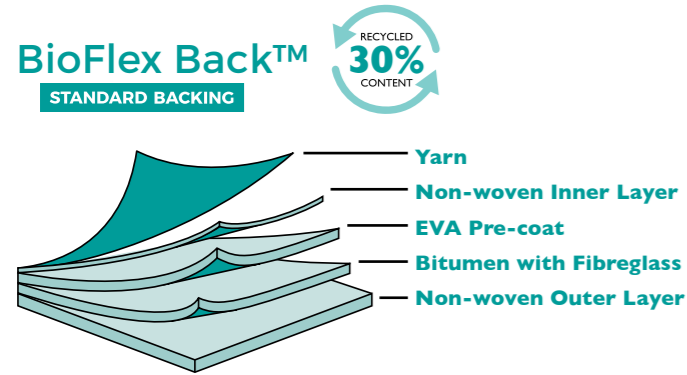 BioFlex Back™
STANDARD BACKING
RECYCLED
30%
CONTENT
Yarn
Non-woven Inner Layer
EVA Pre-coat
Bitumen with Fibreglass
Non-woven Outer Layer